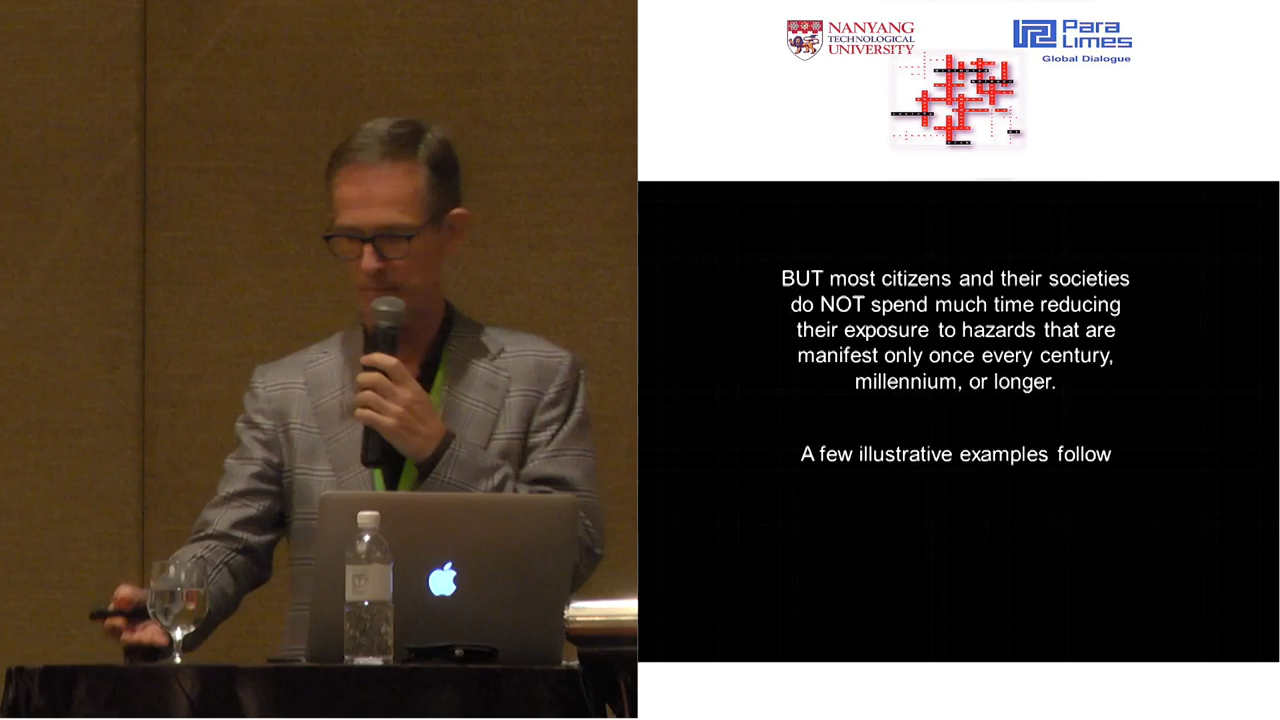 NANYANG
TECHNOLOGICAL
UNIVERSITY
Para
Limes
Global Dialogue
BUT most citizens and their societies
do NOT spend much time reducing
their exposure to hazards that are
manifest only once every century,
millennium, or longer.
A few illustrative examples follow